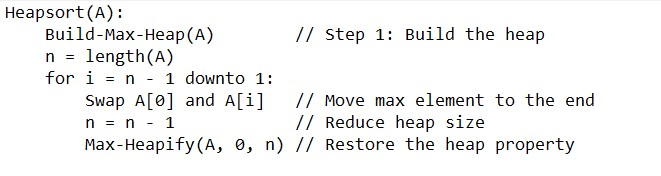 Heapsort(A):
    Build-Max-Heap(A)         // Step 1: Build the heap
    n = length(A)
    for i = n - 1 downto 1:
        Swap A[0] and A[i]    // Move max element to the end
        n = n - 1             // Reduce heap size
        Max-Heapify(A, 0, n)  // Restore the heap property